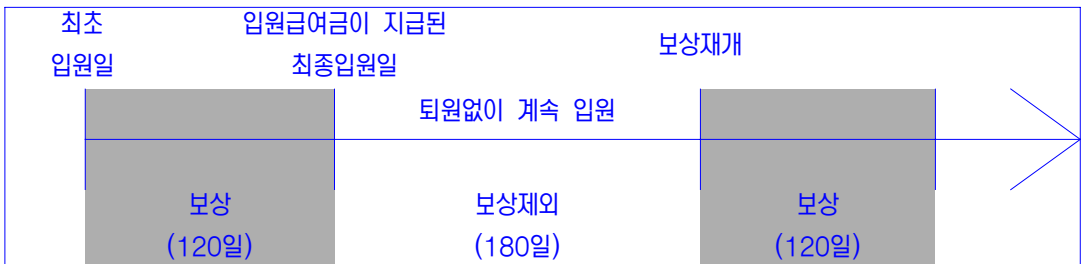 최초
입원일
입원급여금이 지급된
최종입원일
보상재개
퇴원없이 계속 입원
보상
(120일)
보상제외
(180일)
보상
(120일)